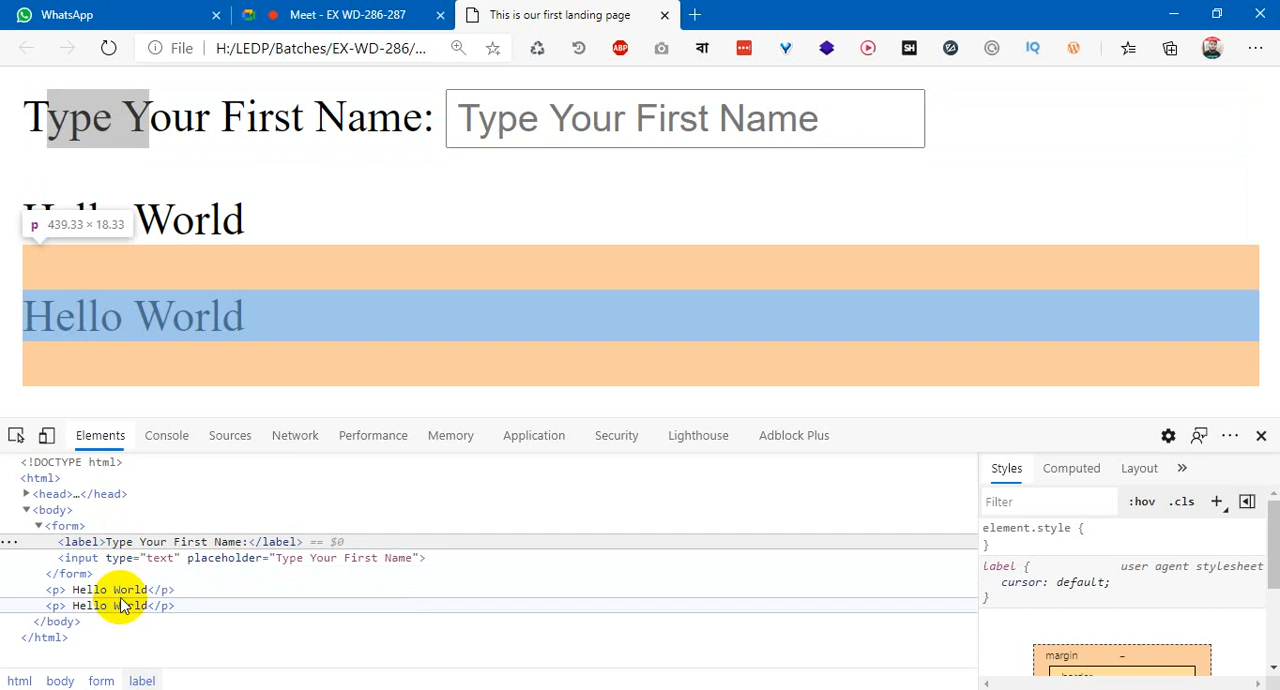 WhatsApp
Meet - EX WD-286-287
This is our first landing page
File
H:/LEDP/Batches/EX-WD-286/...
ABP
বা
SH
IQ
Type Your First Name:
Type Your First Name
World
p 439.33 × 18.33
Hello World
Elements
Console
Sources
Network
Performance
Memory
Application
Security
Lighthouse
Adblock Plus
<!DOCTYPE html>
<html>
<head>…</head>
<body>
<form>
<label>Type Your First Name:</label> == $0
<input type="text" placeholder="Type Your First Name">
</form>
<p> Hello World</p>
<p> Hello World</p>
</body>
</html>
html body form label
Styles
Computed
Layout
Filter
:hov .cls
element.style {
}
label { user agent stylesheet
cursor: default;
}
margin –